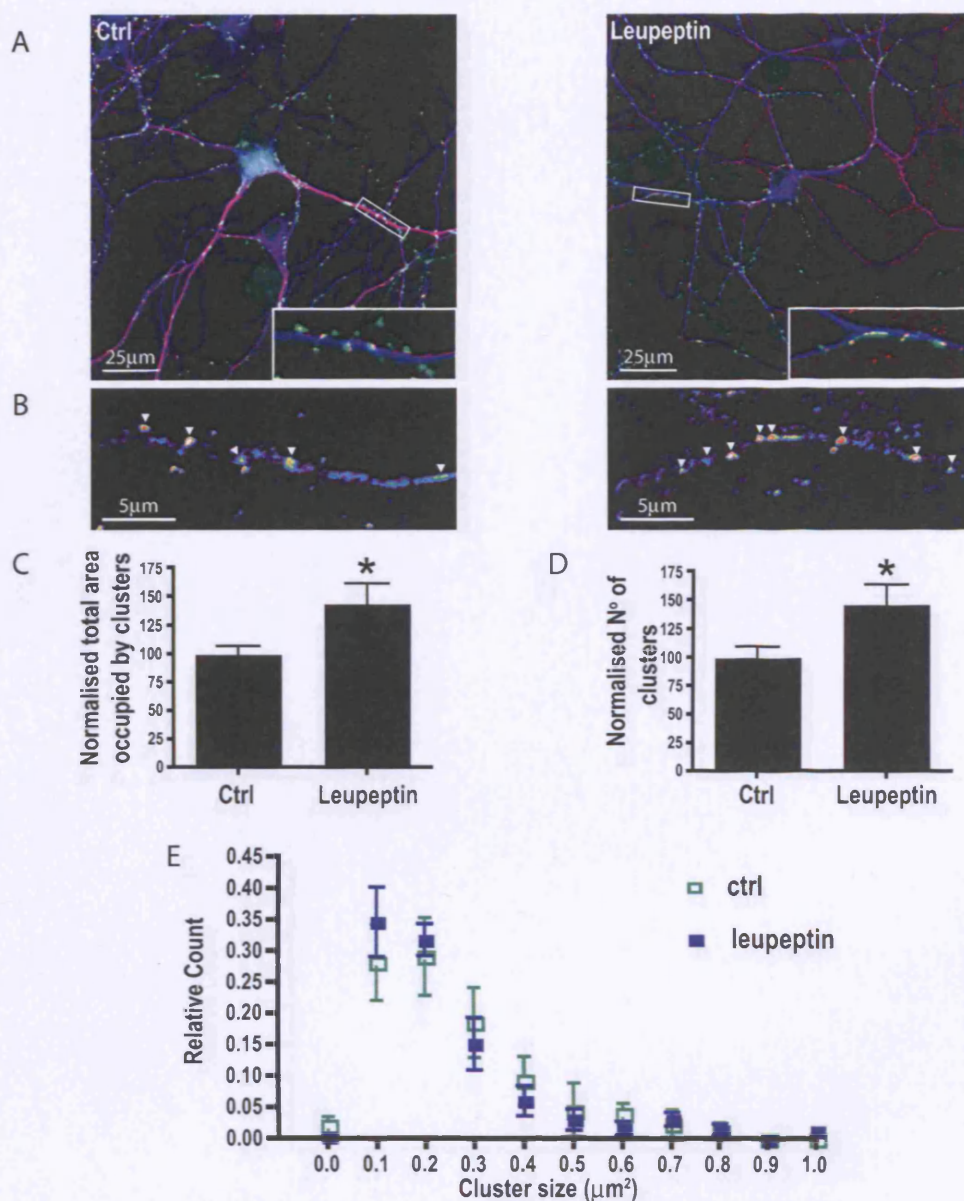 A
Ctrl
25μm
Leupeptin
25μm
B
5μm
5μm
C
Normalised total area
occupied by clusters
175
150
125
100
75
50
25
0
*
Ctrl
Leupeptin
D
Normalised Nº of
clusters
175
150
125
100
75
50
25
0
*
Ctrl
Leupeptin
E
Relative Count
0.45
0.40
0.35
0.30
0.25
0.20
0.15
0.10
0.05
0.00
0.0 0.1 0.2 0.3 0.4 0.5 0.6 0.7 0.8 0.9 1.0
Cluster size (μm²)
ctrl
leupeptin